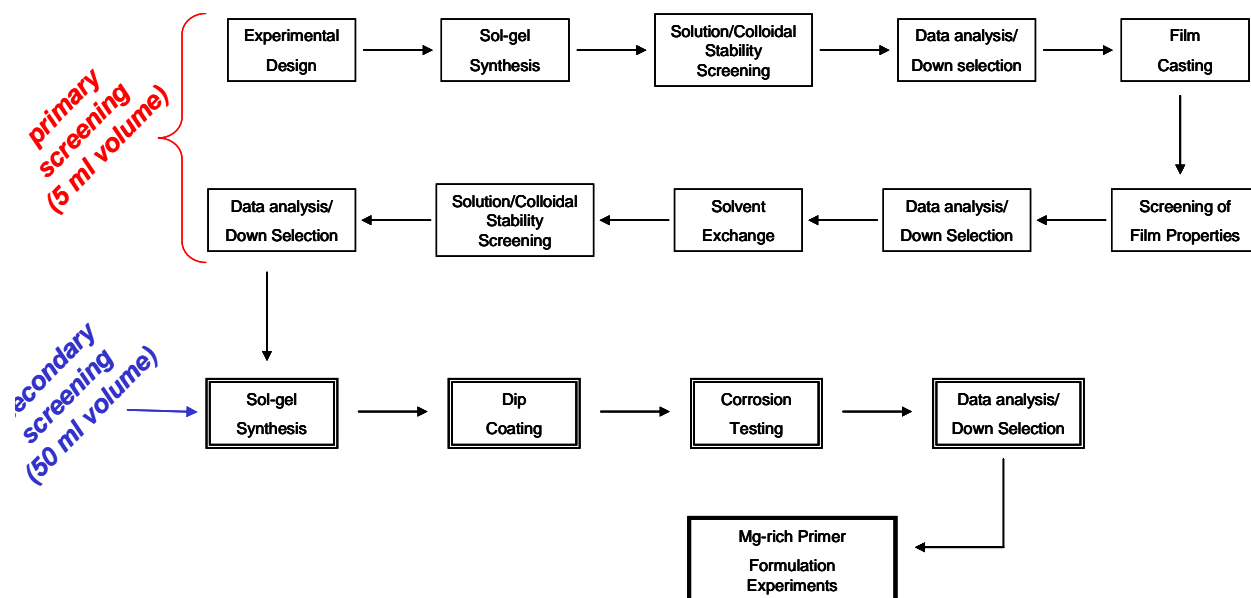 primary
screening
(5 ml volume)
Experimental
Design
Sol-gel
Synthesis
Solution/Colloidal
Stability
Screening
Data analysis/
Down selection
Film
Casting
Screening of
Film Properties
Data analysis/
Down Selection
Solvent
Exchange
Solution/Colloidal
Stability
Screening
Data analysis/
Down Selection
econdary
screening
(50 ml volume)
Sol-gel
Synthesis
Dip
Coating
Corrosion
Testing
Data analysis/
Down Selection
Mg-rich Primer
Formulation
Experiments